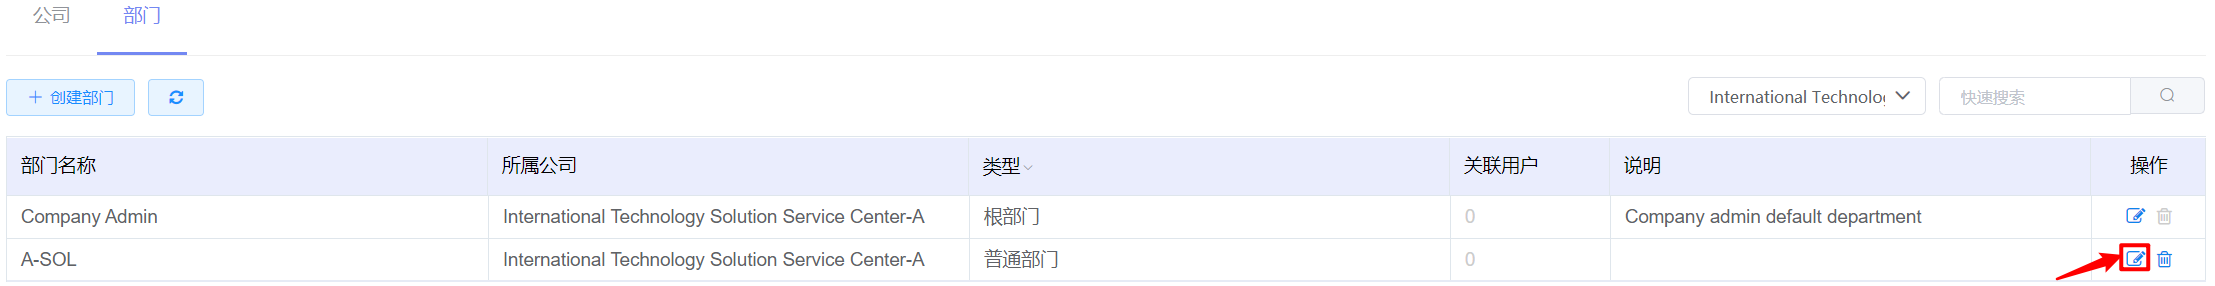 公司 部门
创建部门 International Technolo 快速搜索
部门名称 所属公司 类型 关联用户 说明 操作
Company Admin International Technology Solution Service Center-A 根部门 0 Company admin default department
A-SOL International Technology Solution Service Center-A 普通部门 0